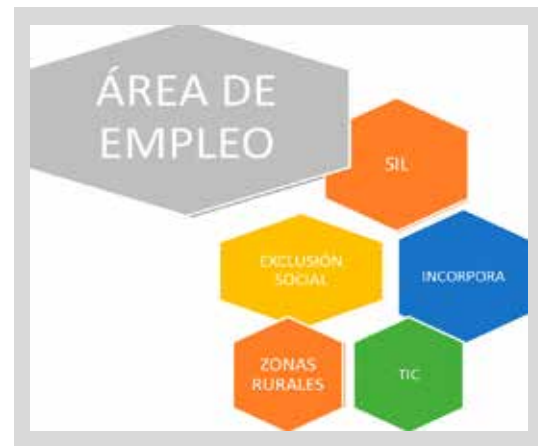 ÁREA DE
EMPLEO
SIL
EXCLUSIÓN
SOCIAL
INCORPORA
ZONAS
RURALES
TIC